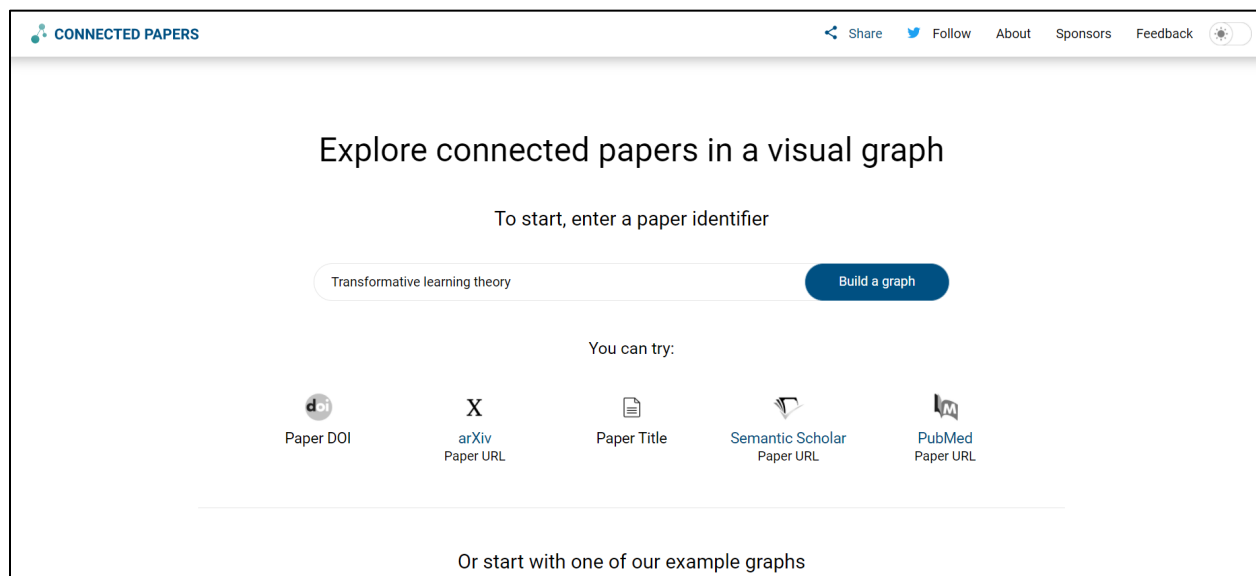 CONNECTED PAPERS Share Follow About Sponsors Feedback
Explore connected papers in a visual graph
To start, enter a paper identifier
Transformative learning theory Build a graph
You can try:
doi X M
Paper DOI arXiv Paper Title Semantic Scholar PubMed
Paper URL Paper URL Paper URL
Or start with one of our example graphs